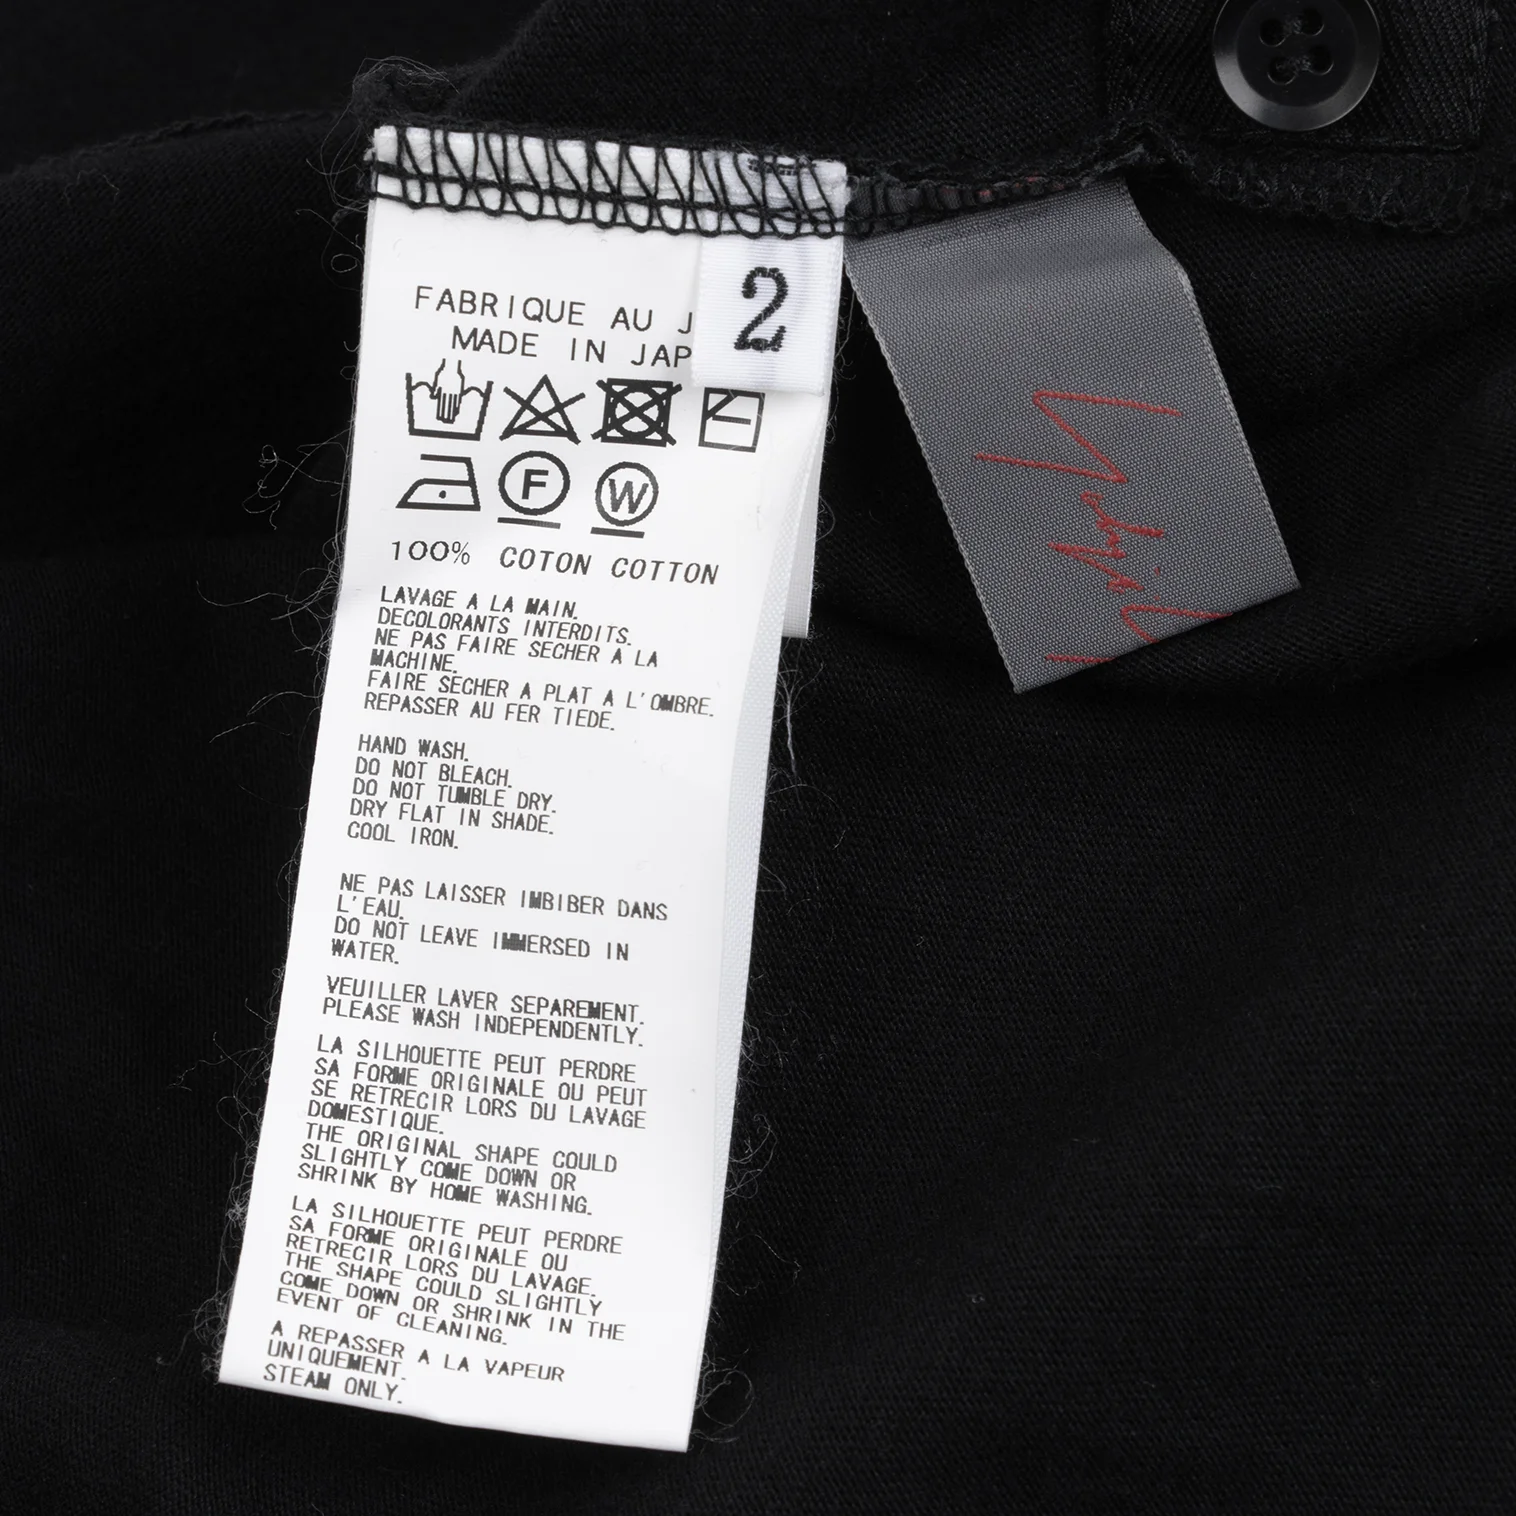 2
FABRIQUE AU J
MADE IN JAP
F
W
100% COTON COTTON
LAVAGE A LA MAIN.
DECOLORANTS INTERDITS.
NE PAS FAIRE SECHER A LA
MACHINE.
FAIRE SECHER A PLAT A L'OMBRE.
REPASSER AU FER TIEDE.
HAND WASH.
DO NOT BLEACH.
DO NOT TUMBLE DRY.
DRY FLAT IN SHADE.
COOL IRON.
NE PAS LAISSER IMBIBER DANS
L'EAU.
DO NOT LEAVE IMMERSED IN
WATER.
VEUILLER LAVER SEPAREMENT.
PLEASE WASH INDEPENDENTLY.
LA SILHOUETTE PEUT PERDRE
SA FORME ORIGINALE OU PEUT
SE RETRECIR LORS DU LAVAGE
DOMESTIQUE.
THE ORIGINAL SHAPE COULD
SLIGHTLY COME DOWN OR
SHRINK BY HOME WASHING.
LA SILHOUETTE PEUT PERDRE
SA FORME ORIGINALE OU
RETRECIR LORS DU LAVAGE.
THE SHAPE COULD SLIGHTLY
COME DOWN OR SHRINK IN THE
EVENT OF CLEANING.
A REPASSER A LA VAPEUR
UNIQUEMENT.
STEAM ONLY.